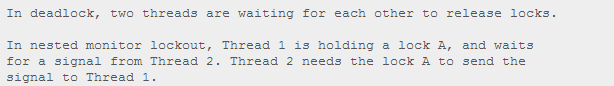 In deadlock, two threads are waiting for each other to release locks.
In nested monitor lockout, Thread 1 is holding a lock A, and waits
for a signal from Thread 2. Thread 2 needs the lock A to send the
signal to Thread 1.